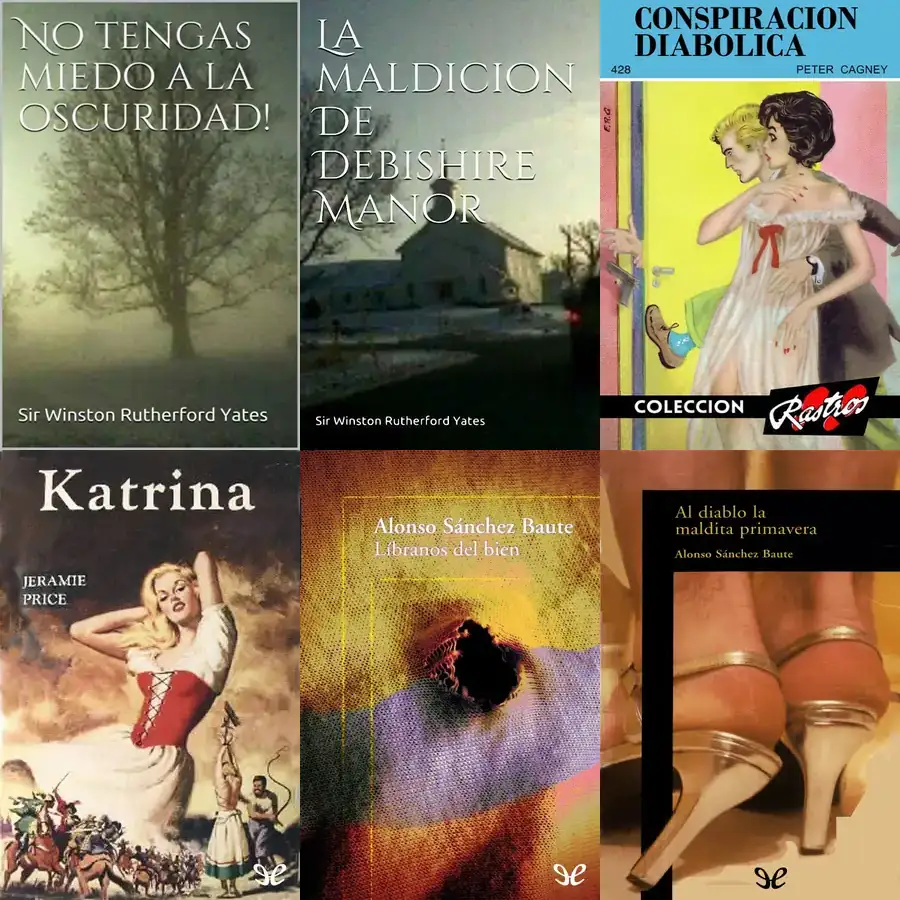 No tengas
miedo a la
oscuridad!
Sir Winston Rutherford Yates
La
maldicion
de
Debishire
Manor
Sir Winston Rutherford Yates
CONSPIRACION
DIABOLICA
428
PETER CAGNEY
E.R.G.
COLECCION
Rastros
Katrina
JERAMIE
PRICE
Alonso Sánchez Baute
Líbranos del bien
Al diablo la
maldita primavera
Alonso Sánchez Baute